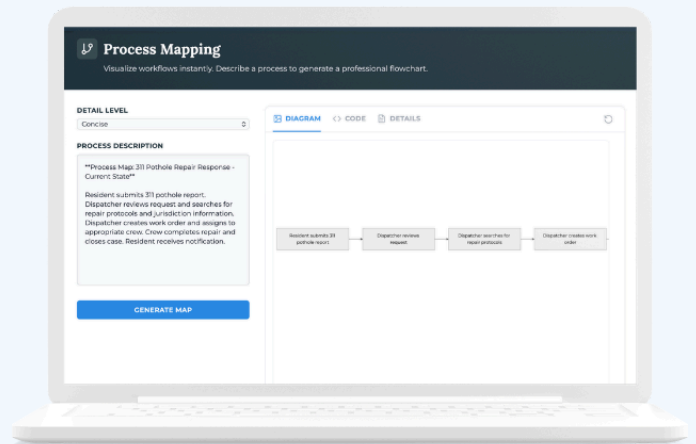 Process Mapping
Visualize workflows instantly. Describe a process to generate a professional flowchart.
DETAIL LEVEL
Concise
PROCESS DESCRIPTION
**Process Map: 311 Pothole Repair Response -
Current State**
Resident submits 311 pothole report.
Dispatcher reviews request and searches for
repair protocols and jurisdiction information.
Dispatcher creates work order and assigns to
appropriate crew. Crew completes repair and
closes case. Resident receives notification.
GENERATE MAP
DIAGRAM
<> CODE
DETAILS
Resident submits 311
pothole report
Dispatcher reviews
request
Dispatcher searches for
repair protocols
Dispatcher creates work
order